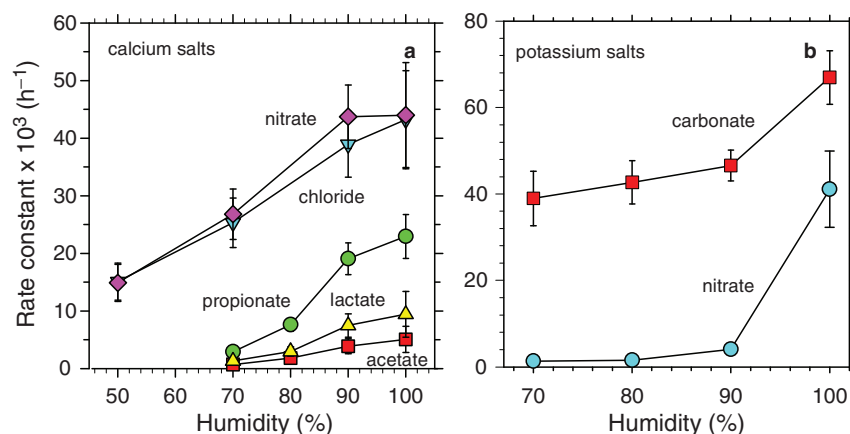 60
50
40
30
20
10
0
50
60
70
80
90
100
Rate constant x 10³ (h⁻¹)
Humidity (%)
calcium salts
a
nitrate
chloride
propionate
lactate
acetate
80
60
40
20
0
70
80
90
100
Humidity (%)
potassium salts
b
carbonate
nitrate